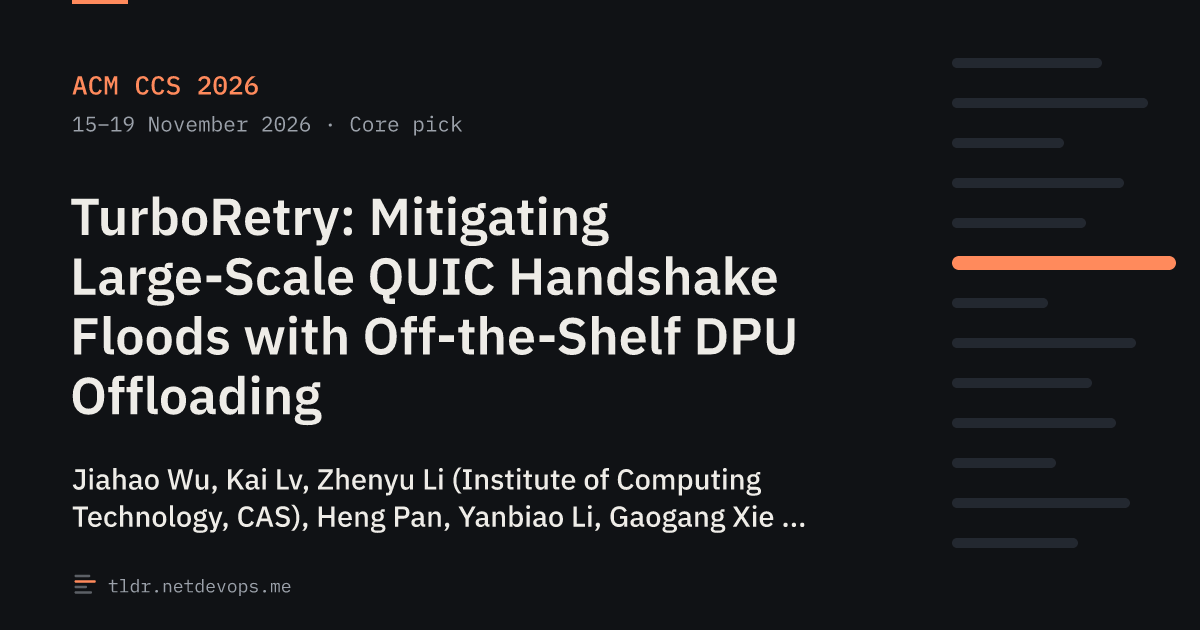 ACM CCS 2026
15–19 November 2026 · Core pick
TurboRetry: Mitigating
Large-Scale QUIC Handshake
Floods with Off-the-Shelf DPU
Offloading
Jiahao Wu, Kai Lv, Zhenyu Li (Institute of Computing
Technology, CAS), Heng Pan, Yanbiao Li, Gaogang Xie ...
tldr.netdevops.me